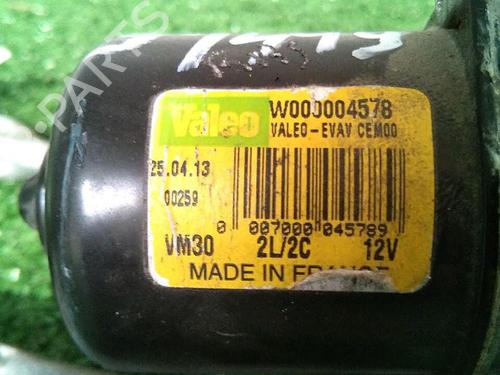 Valeo W000004578
VALEO-EVAV CEM00
25.04.13
00259
0 007000 045789
VM30 2L/2C 12V
MADE IN FRANCE
PARTS